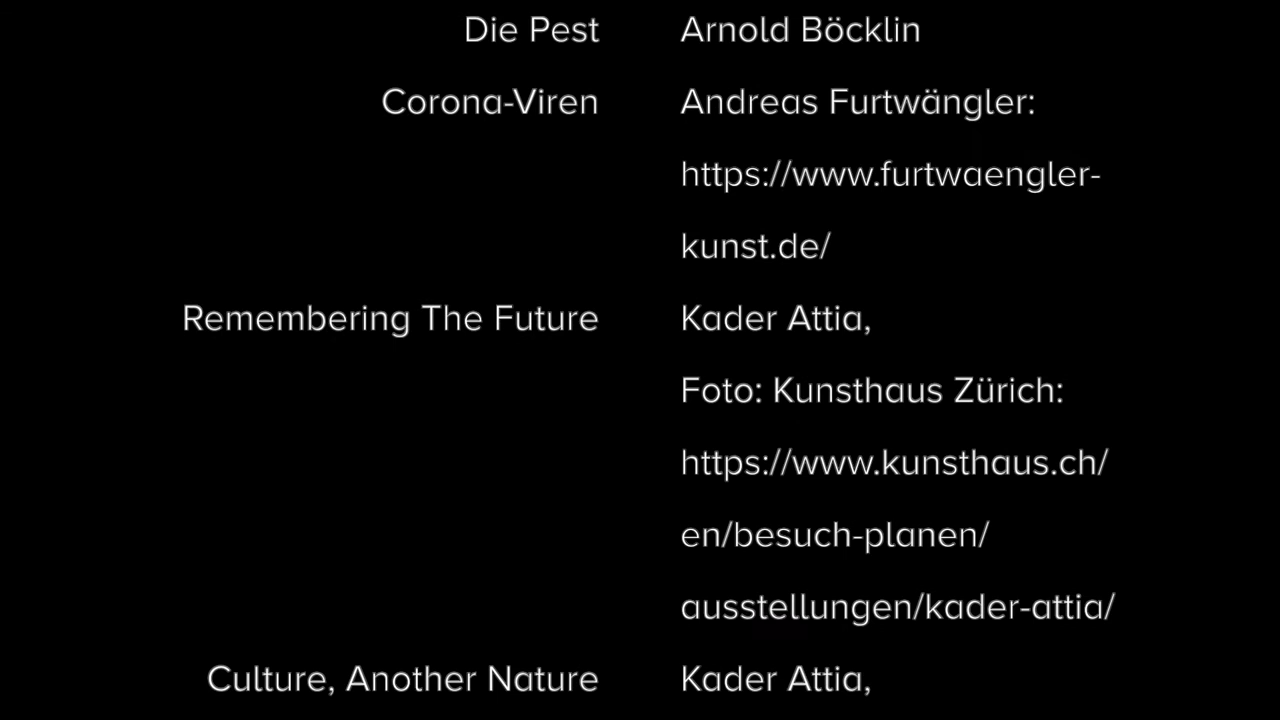 Die Pest Arnold Böcklin
Corona-Viren Andreas Furtwängler:
https://www.furtwaengler-
kunst.de/
Remembering The Future Kader Attia,
Foto: Kunsthaus Zürich:
https://www.kunsthaus.ch/
en/besuch-planen/
ausstellungen/kader-attia/
Culture, Another Nature Kader Attia,